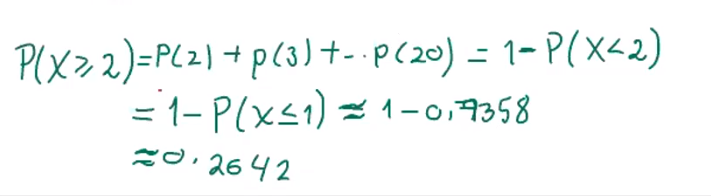 P(X⩾2)=P(2)+p(3)+-··p(20) = 1-P(X<2)
= 1-P(X≤1) ≈ 1-0,7358
≈0.2642